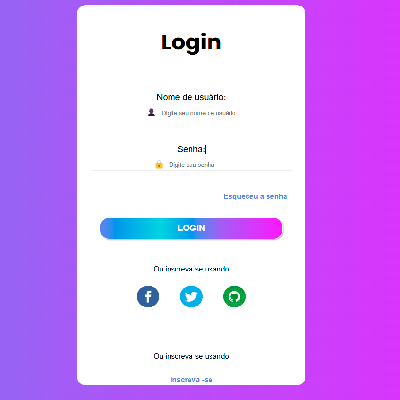 Login
Nome de usuário:
Digite seu nome de usuário
Senha:
Digite sau senha
Esqueceu a senha
LOGIN
Ou inscreva se usando
Ou inscreva se usando
Inscreva -se